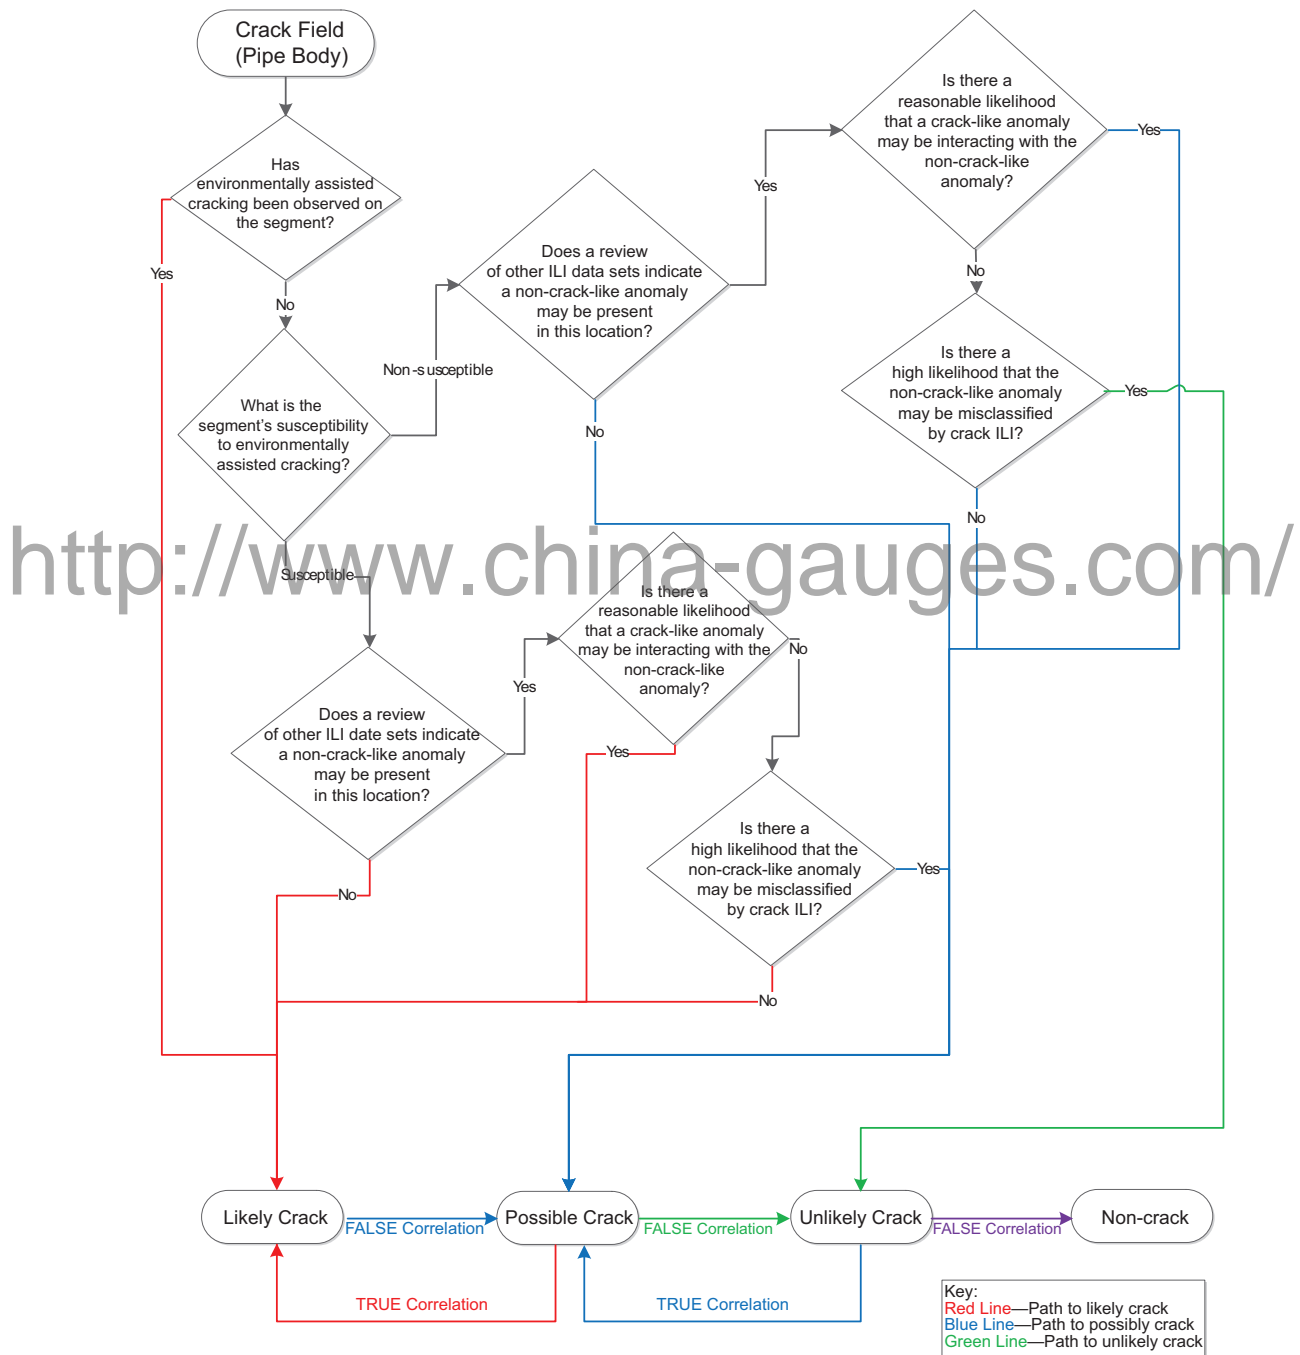 Crack Field
(Pipe Body)
Has
environmentally assisted
cracking been observed on
the segment?
Yes
No
What is the
segment's susceptibility
to environmentally
assisted cracking?
Non-susceptible
Susceptible
Does a review
of other ILI data sets indicate
a non-crack-like anomaly
may be present
in this location?
Yes
No
Is there a
reasonable likelihood
that a crack-like anomaly
may be interacting with the
non-crack-like
anomaly?
Yes
No
Is there a
high likelihood that the
non-crack-like anomaly
may be misclassified
by crack ILI?
Yes
No
http://www.china-gauges.com/
Does a review
of other ILI date sets indicate
a non-crack-like anomaly
may be present
in this location?
Yes
No
Is there a
reasonable likelihood
that a crack-like anomaly
may be interacting with the
non-crack-like
anomaly?
No
Yes
Is there a
high likelihood that the
non-crack-like anomaly
may be misclassified
by crack ILI?
Yes
No
Likely Crack
FALSE Correlation
Possible Crack
FALSE Correlation
Unlikely Crack
FALSE Correlation
Non-crack
TRUE Correlation
TRUE Correlation
Key:
Red Line—Path to likely crack
Blue Line—Path to possibly crack
Green Line—Path to unlikely crack